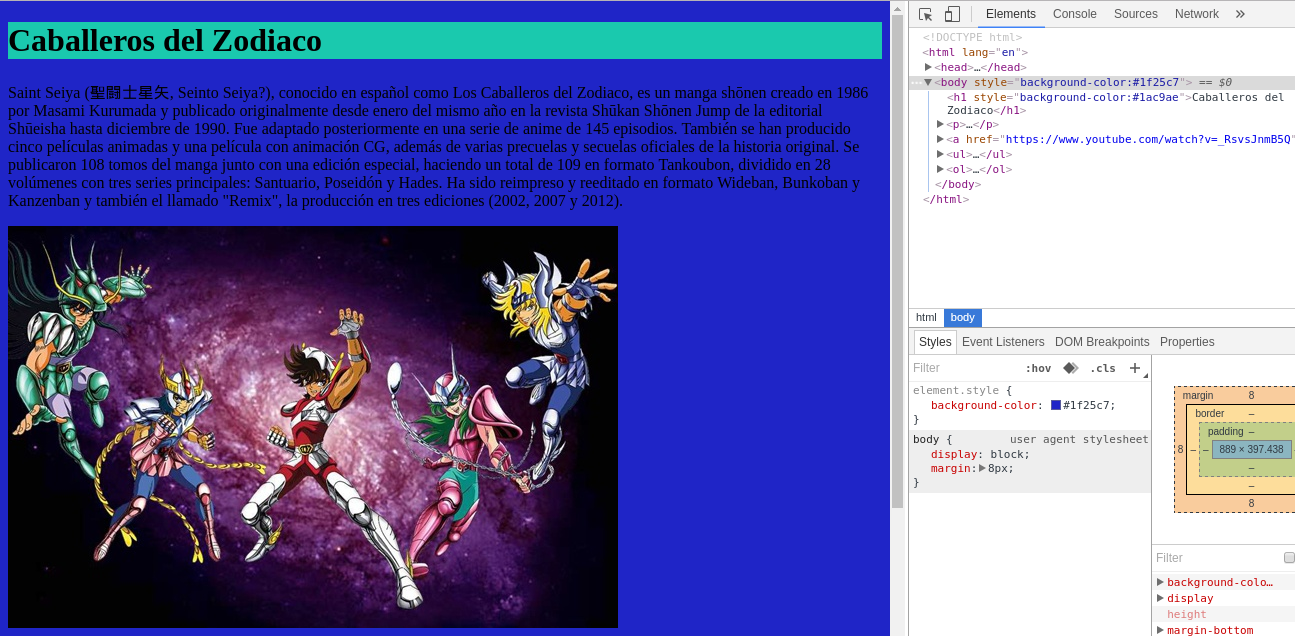 Caballeros del Zodiaco
Saint Seiya (聖闘士星矢, Seinto Seiya?), conocido en español como Los Caballeros del Zodiaco, es un manga shōnen creado en 1986
por Masami Kurumada y publicado originalmente desde enero del mismo año en la revista Shūkan Shōnen Jump de la editorial
Shūeisha hasta diciembre de 1990. Fue adaptado posteriormente en una serie de anime de 145 episodios. También se han producido
cinco películas animadas y una película con animación CG, además de varias precuelas y secuelas oficiales de la historia original. Se
publicaron 108 tomos del manga junto con una edición especial, haciendo un total de 109 en formato Tankoubon, dividido en 28
volúmenes con tres series principales: Santuario, Poseidón y Hades. Ha sido reimpreso y reeditado en formato Wideban, Bunkoban y
Kanzenban y también el llamado "Remix", la producción en tres ediciones (2002, 2007 y 2012).
Elements Console Sources Network »
<!DOCTYPE html>
<html lang="en">
<head>…</head>
<body style="background-color:#1f25c7"> == $0
<h1 style="background-color:#1ac9ae">Caballeros del
Zodiaco</h1>
<p>…</p>
<a href="https://www.youtube.com/watch?v=_RsvsJnmB5Q"
<ul>…</ul>
<ol>…</ol>
</body>
</html>
html body
Styles Event Listeners DOM Breakpoints Properties
Filter :hov .cls +
element.style {
background-color: #1f25c7;
}
body { user agent stylesheet
display: block;
margin: 8px;
}
margin 8
border –
padding –
8 – – 889 × 397.438
–
–
8
Filter
background-colo…
display
height
margin-bottom